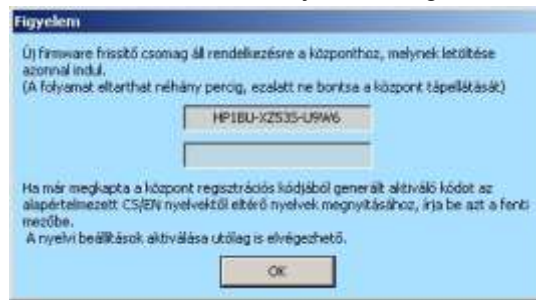 Figyelem
Új firmware frissítő csomag áll rendelkezésre a központhoz, melynek letöltése
azonnal indul.
(A folyamat eltarthat néhány percig, ezalatt ne bontsa a központ tápellátását)
HP1BU-XZ535-U9W6
Ha már megkapta a központ regisztrációs kódjából generált aktiváló kódot az
alapértelmezett CS/EN nyelvektől eltérő nyelvek megnyitásához, írja be azt a fenti
mezőbe.
A nyelvi beállítások aktiválása utólag is elvégezhető.
OK